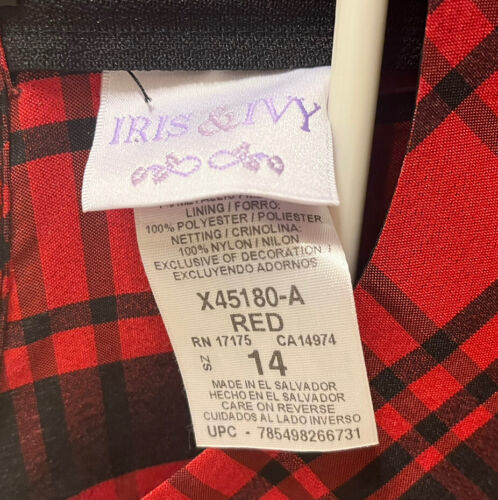 IRIS & IVY
LINING / FORRO:
100% POLYESTER / POLIESTER
NETTING / CRINOLINA:
100% NYLON / NILON
EXCLUSIVE OF DECORATION /
EXCLUYENDO ADORNOS
X45180-A
RED
RN 17175 CA14974
ZS 14
MADE IN EL SALVADOR
HECHO EN EL SALVADOR
CARE ON REVERSE
CUIDADOS AL LADO INVERSO
UPC - 785498266731